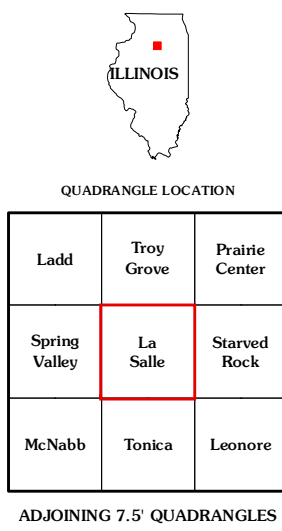 ILLINOIS
QUADRANGLE LOCATION
Ladd
Troy
Grove
Prairie
Center
Spring
Valley
La
Salle
Starved
Rock
McNabb
Tonica
Leonore
ADJOINING 7.5' QUADRANGLES